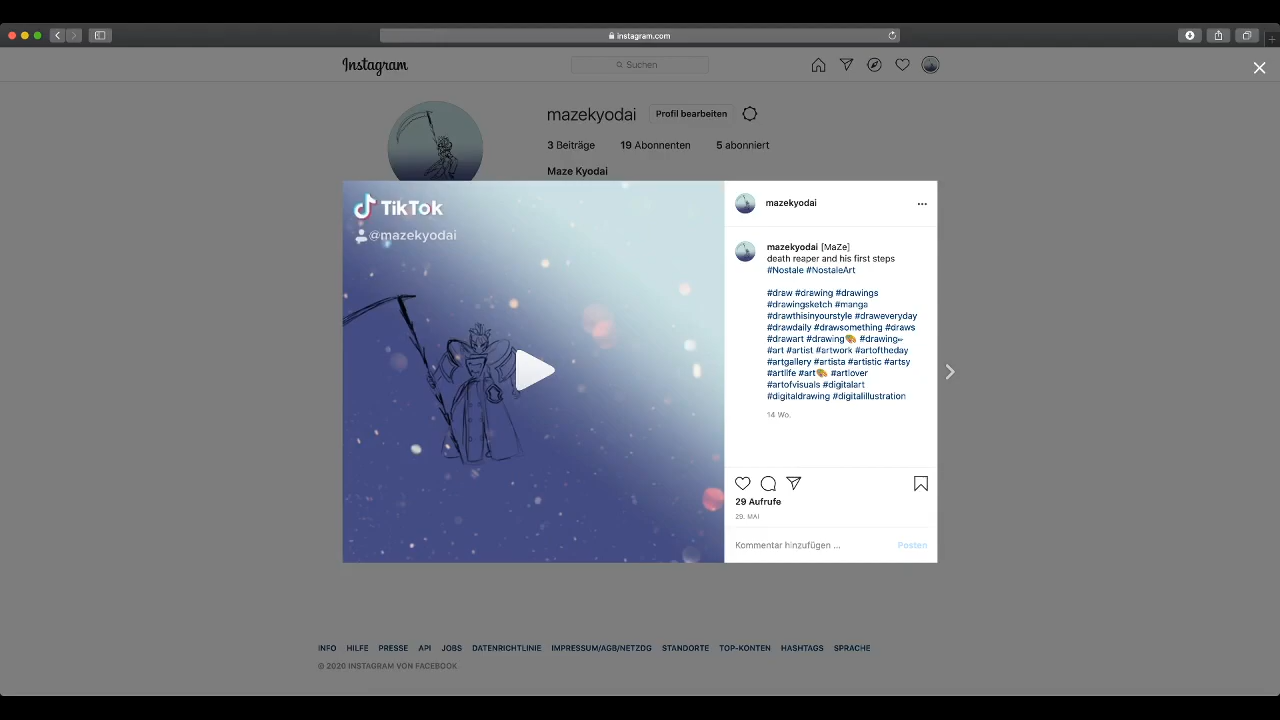 instagram.com
Instagram
Suchen
mazekyodai
Profil bearbeiten
3 Beiträge 19 Abonnenten 5 abonniert
Maze Kyodai
TikTok
@mazekyodai
mazekyodai
mazekyodai [MaZe]
death reaper and his first steps
#Nostale #NostaleArt
#draw #drawing #drawings
#drawingsketch #manga
#drawthisinyourstyle #draweveryday
#drawdaily #drawsomething #draws
#drawart #drawing🎨 #drawing✏
#art #artist #artwork #artoftheday
#artgallery #artista #artistic #artsy
#artlife #art🎨 #artlover
#artofvisuals #digitalart
#digitaldrawing #digitalillustration
14 Wo.
29 Aufrufe
29. MAI
Kommentar hinzufügen ...
Posten
INFO HILFE PRESSE API JOBS DATENRICHTLINIE IMPRESSUM/AGB/NETZDG STANDORTE TOP-KONTEN HASHTAGS SPRACHE
© 2020 INSTAGRAM VON FACEBOOK